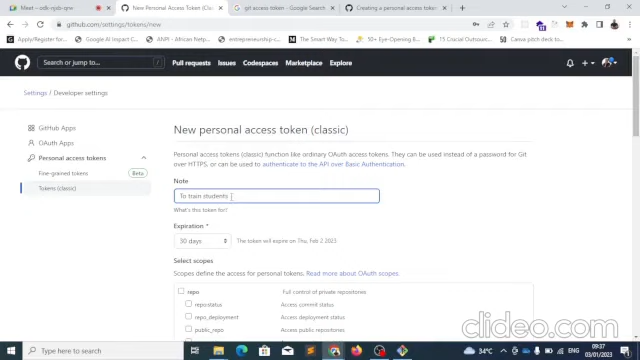 Meet – odk-njdb-qrw
New Personal Access Token (Cla
git access token - Google Search
Creating a personal access token
github.com/settings/tokens/new
Apply/Register for
Google AI Impact C
ANPI - Africa Netw
entrepreneurship-c
The Smart Way To
50+ Eye-Opening B
Cravium
Canva pitch deck fo
Search or jump to...
Pull requests
Issues
Codespaces
Marketplace
Explore
Settings / Developer settings
GitHub Apps
OAuth Apps
Personal access tokens
Fine-grained tokens
Beta
Tokens (classic)
New personal access token (classic)
Personal access tokens (classic) function like ordinary OAuth access tokens. They can be used instead of a password for Git
over HTTPS, or can be used to authenticate to the API over Basic Authentication.
Note
To train students
What's this token for?
Expiration *
30 days
The token will expire on Thu, Feb 2 2023
Select scopes
Scopes define the access for personal tokens. Read more about OAuth scopes.
repo
Full control of private repositories
repo:status
Access commit status
repo_deployment
Access deployment status
public_repo
Access public repositories
clideo.com
Type here to search
34°C
ENG
09:37
03/01/2023